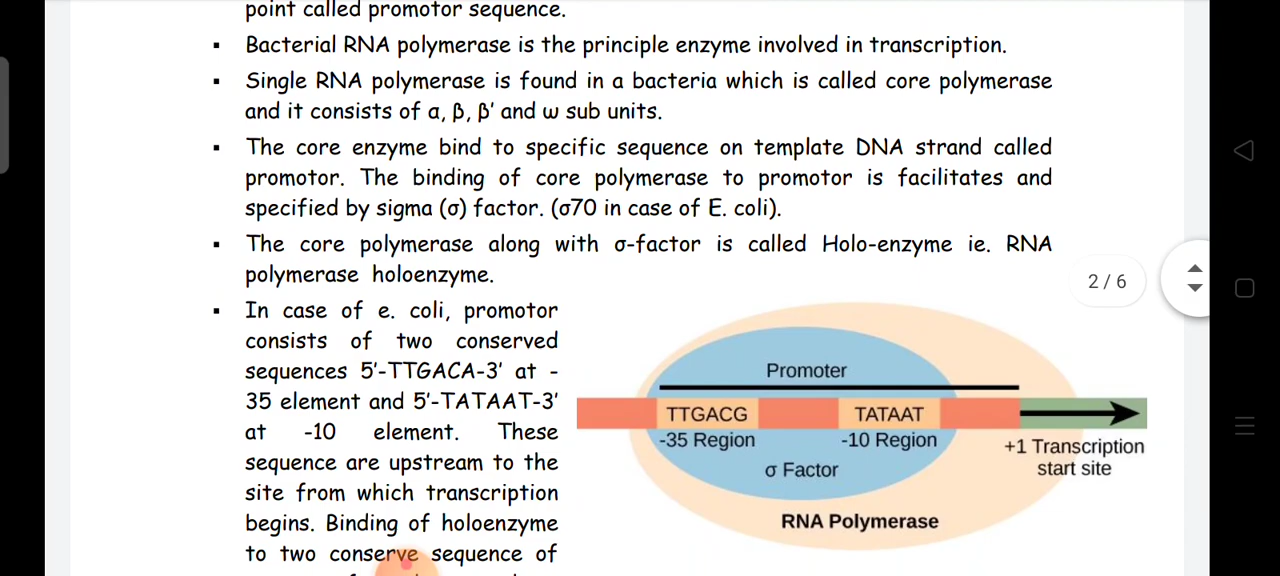 point called promotor sequence.
▪ Bacterial RNA polymerase is the principle enzyme involved in transcription.
▪ Single RNA polymerase is found in a bacteria which is called core polymerase
and it consists of α, β, β' and ω sub units.
▪ The core enzyme bind to specific sequence on template DNA strand called
promotor. The binding of core polymerase to promotor is facilitates and
specified by sigma (σ) factor. (σ70 in case of E. coli).
▪ The core polymerase along with σ-factor is called Holo-enzyme ie. RNA
polymerase holoenzyme.
▪ In case of e. coli, promotor
consists of two conserved
sequences 5'-TTGACA-3' at -
35 element and 5'-TATAAT-3'
at -10 element. These
sequence are upstream to the
site from which transcription
begins. Binding of holoenzyme
to two conserve sequence of
2 / 6
Promoter
TTGACG
TATAAT
-35 Region
-10 Region
+1 Transcription
start site
σ Factor
RNA Polymerase